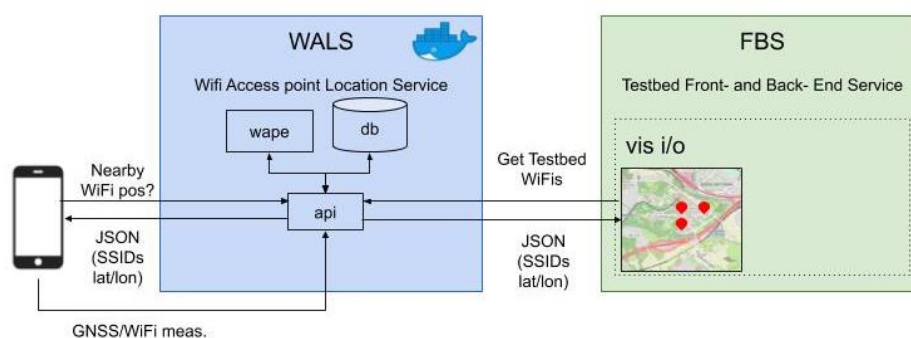 WALS
Wifi Access point Location Service
wape
db
api
Nearby
WiFi pos?
JSON
(SSIDs
lat/lon)
GNSS/WiFi meas.
Get Testbed
WiFis
JSON
(SSIDs
lat/lon)
FBS
Testbed Front- and Back- End Service
vis i/o